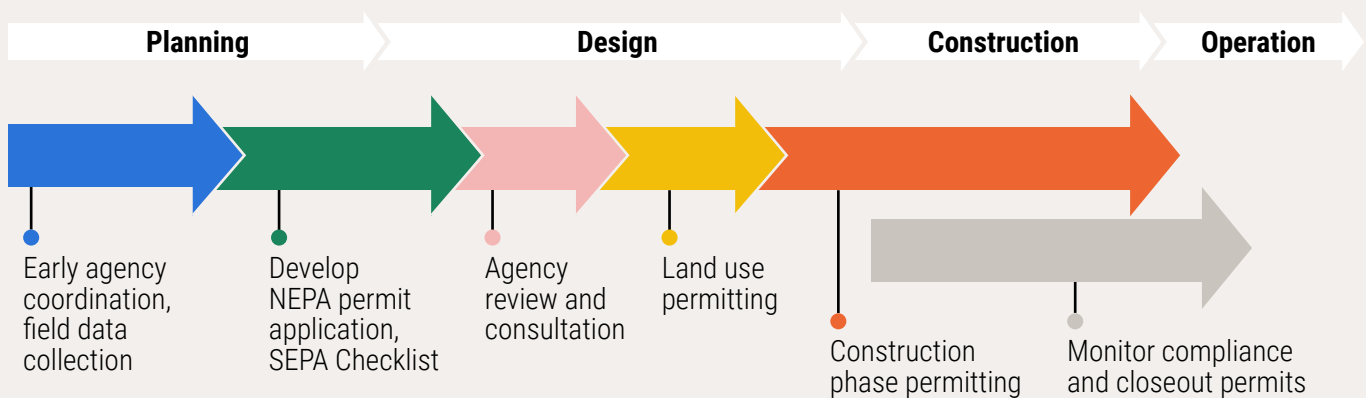 Planning
Design
Construction
Operation
Early agency
coordination,
field data
collection
Develop
NEPA permit
application,
SEPA Checklist
Agency
review and
consultation
Land use
permitting
Construction
phase permitting
Monitor compliance
and closeout permits